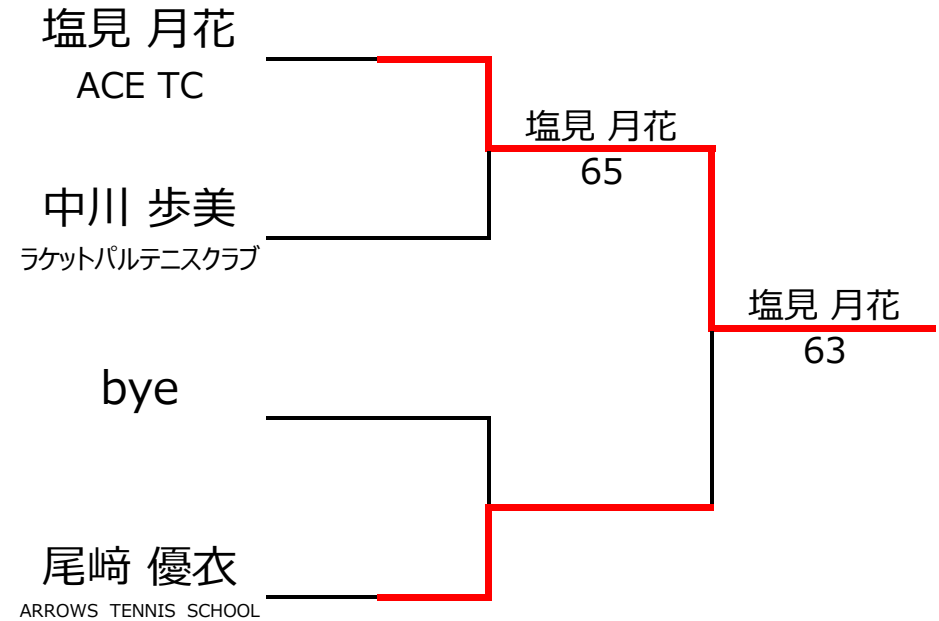 塩見 月花
ACE TC
塩見 月花
65
中川 歩美
ラケットパルテニスクラブ
塩見 月花
63
bye
尾﨑 優衣
ARROWS TENNIS SCHOOL